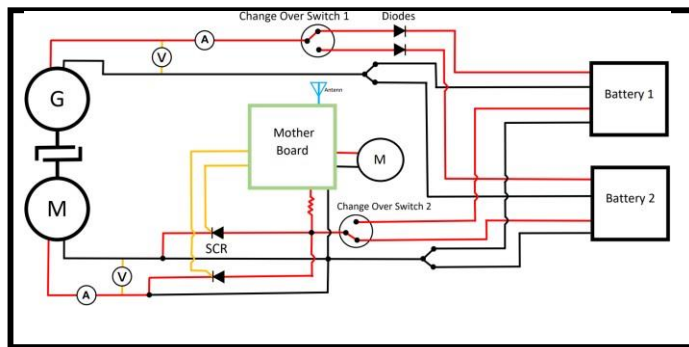 Change Over Switch 1
Diodes
A
V
G
Antenn
Battery 1
Mother
Board
M
M
Battery 2
Change Over Switch 2
SCR
V
A